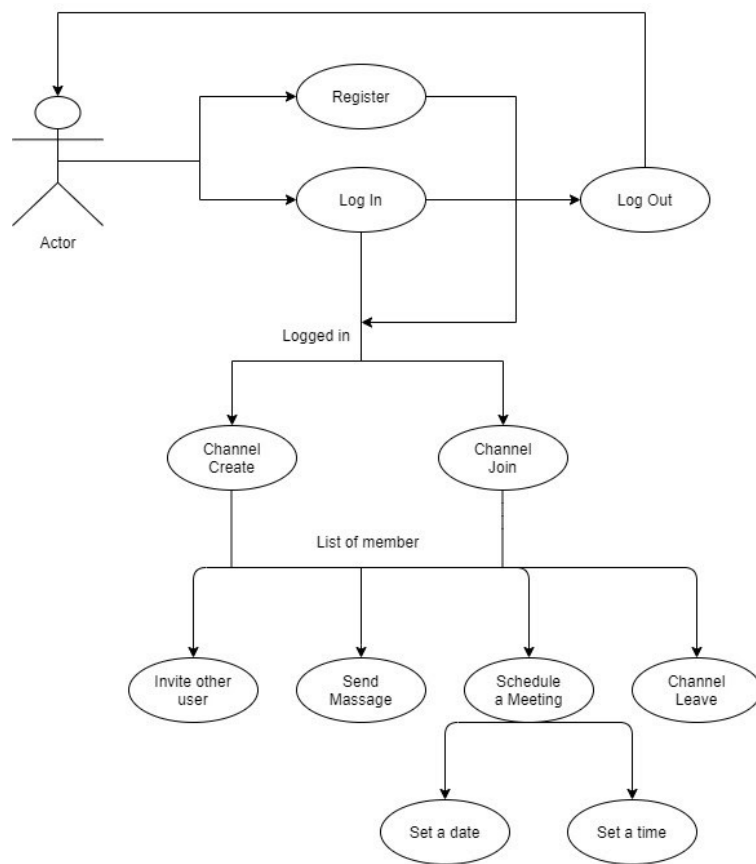 Register
Log In
Log Out
Actor
Logged in
Channel
Create
Channel
Join
List of member
Invite other
user
Send
Massage
Schedule
a Meeting
Channel
Leave
Set a date
Set a time